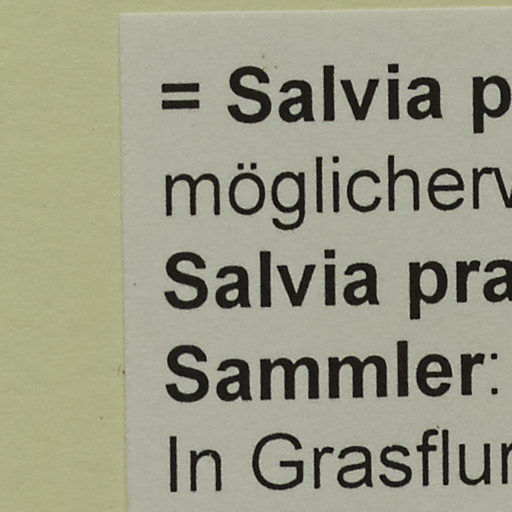 = Salvia p
möglicherv
Salvia pra
Sammler:
In Grasflur